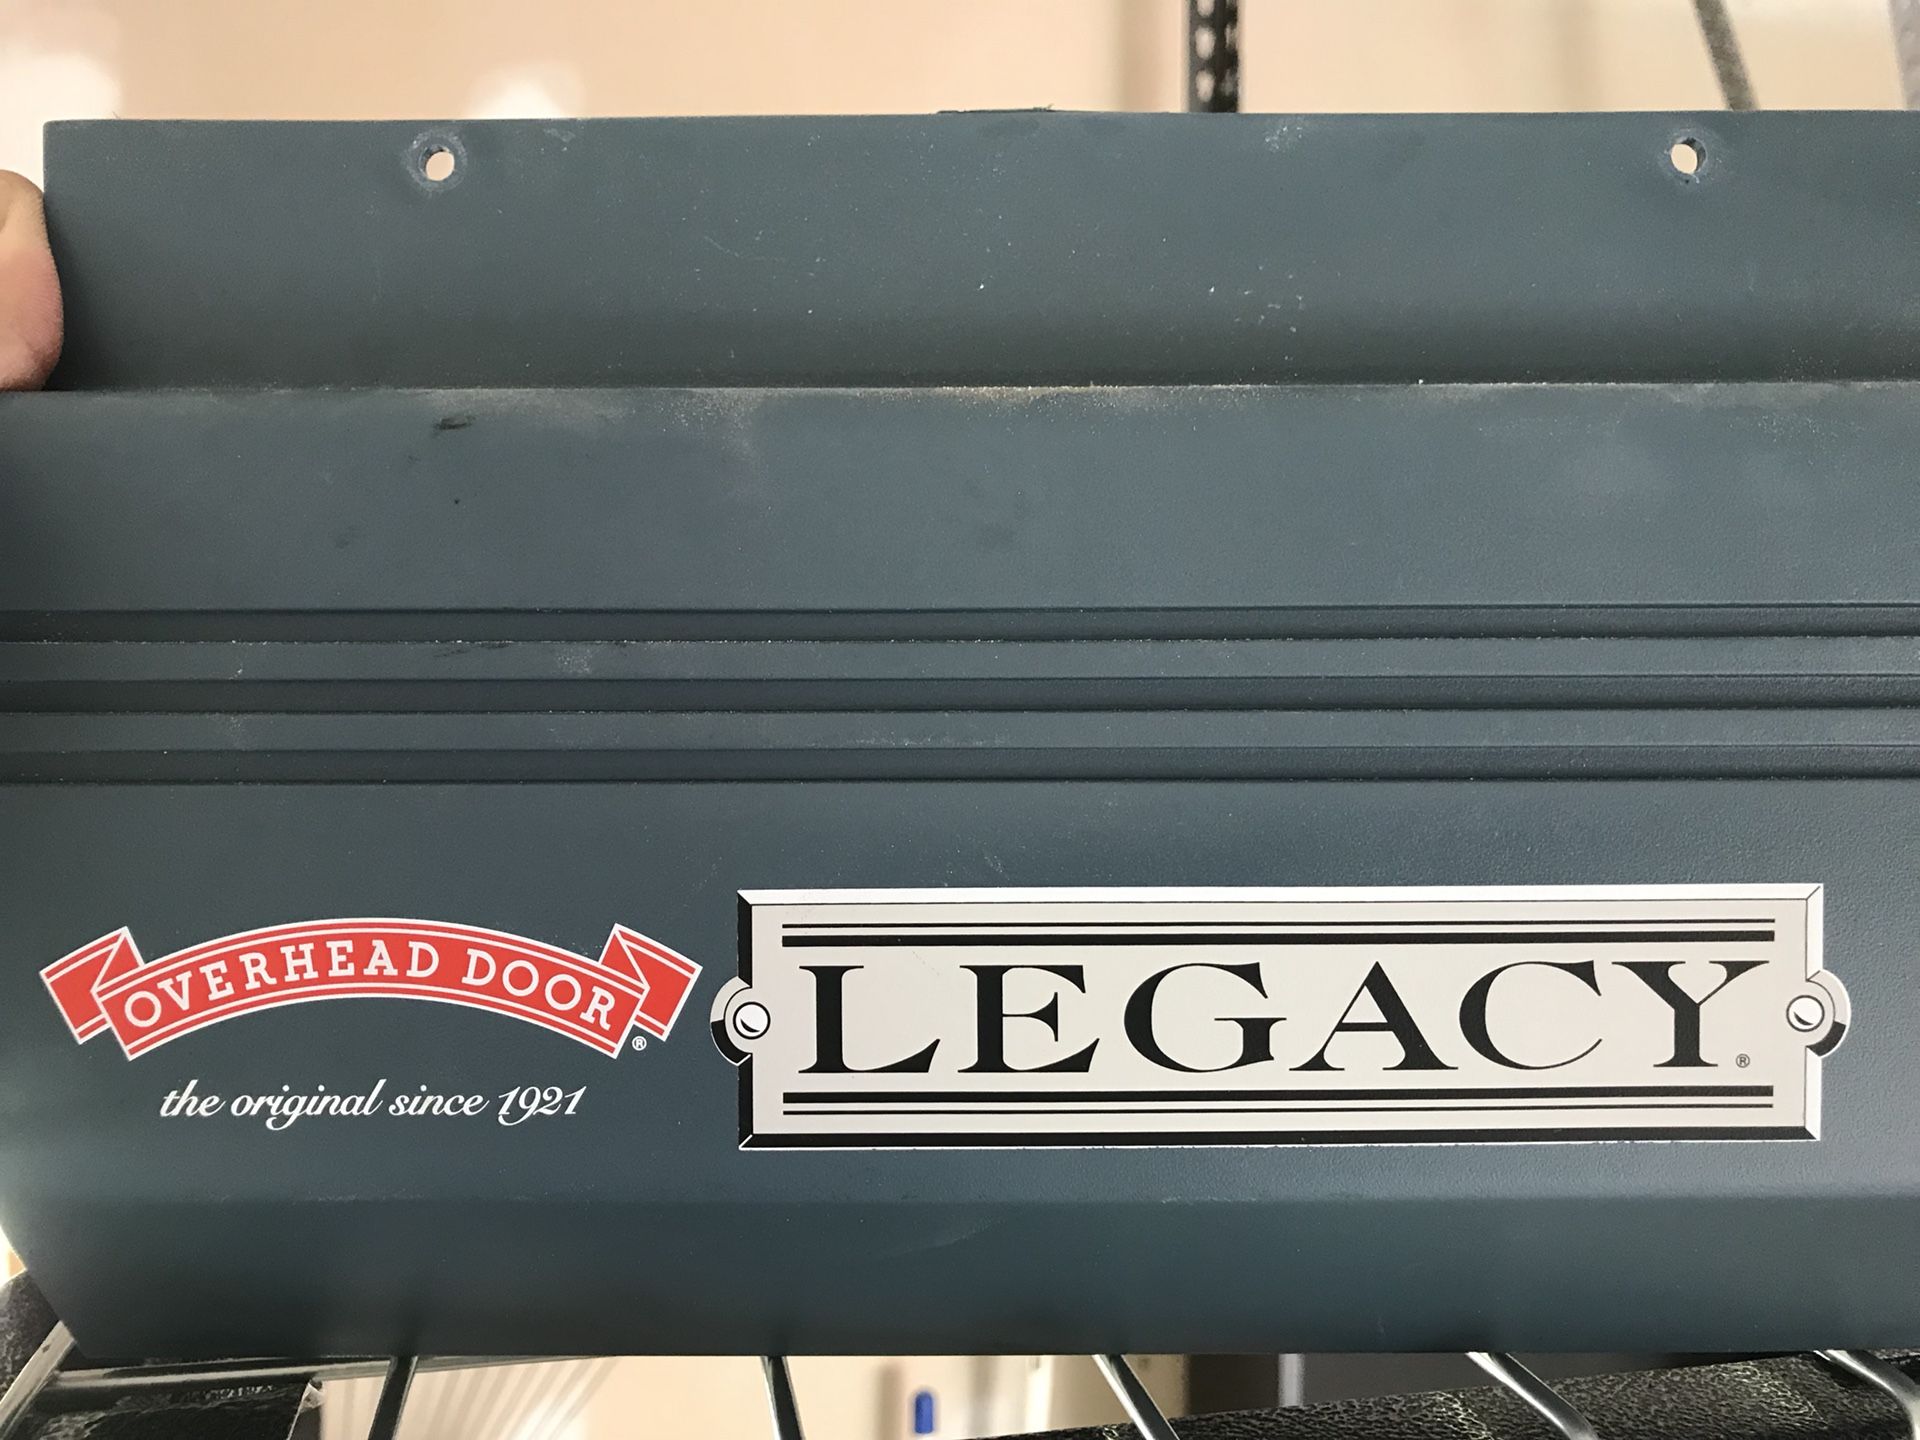 OVERHEAD DOOR®
the original since 1921
LEGACY®